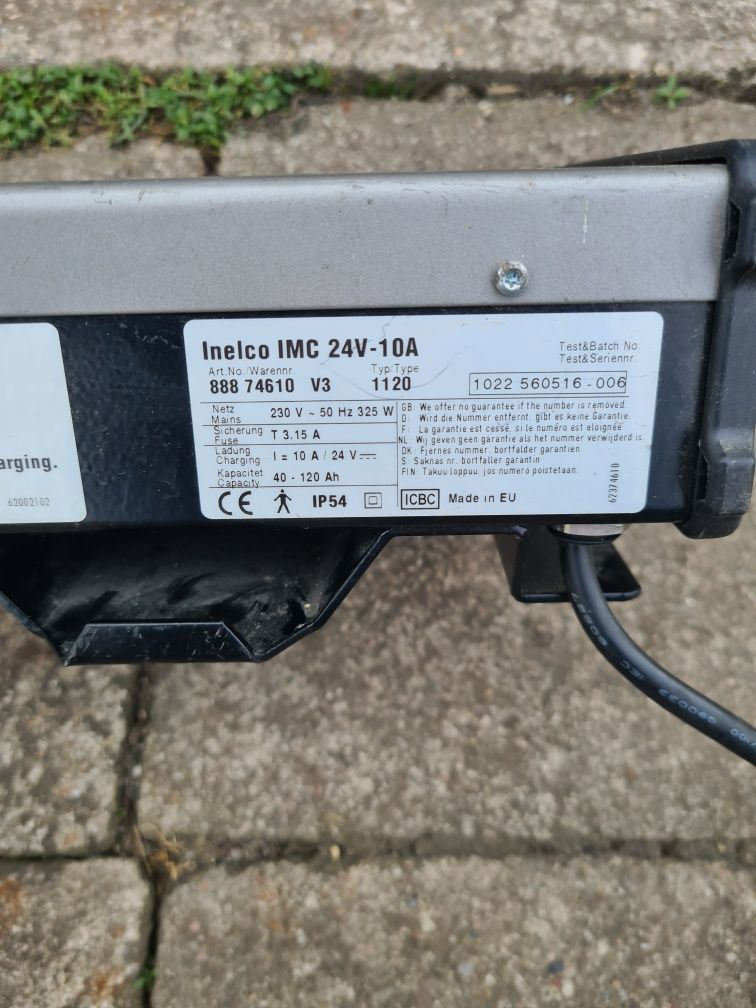 Inelco IMC 24V-10A
Test&Batch No.
Test&Seriennr.
Art.No./Warennr. Typ/Type
888 74610 V3 1120
1022 560516-006
Netz
Mains
230 V ~ 50 Hz 325 W
Sicherung
Fuse
T 3.15 A
Ladung
Charging
I = 10 A / 24 V
Kapacitet
Capacity
40 - 120 Ah
GB: We offer no guarantee if the number is removed.
D: Wird die Nummer entfernt, gibt es keine Garantie.
F: La garantie est cessé, si le numéro est eloignée
NL: Wij geven geen garantie als het nummer verwijderd is.
DK: Fjernes nummer, bortfalder garantien.
S: Saknas nr. bortfaller garantin
FIN: Takuu loppuu, jos numero poistetaan.
CE IP54 ICBC Made in EU
62374610
arging.
62002102